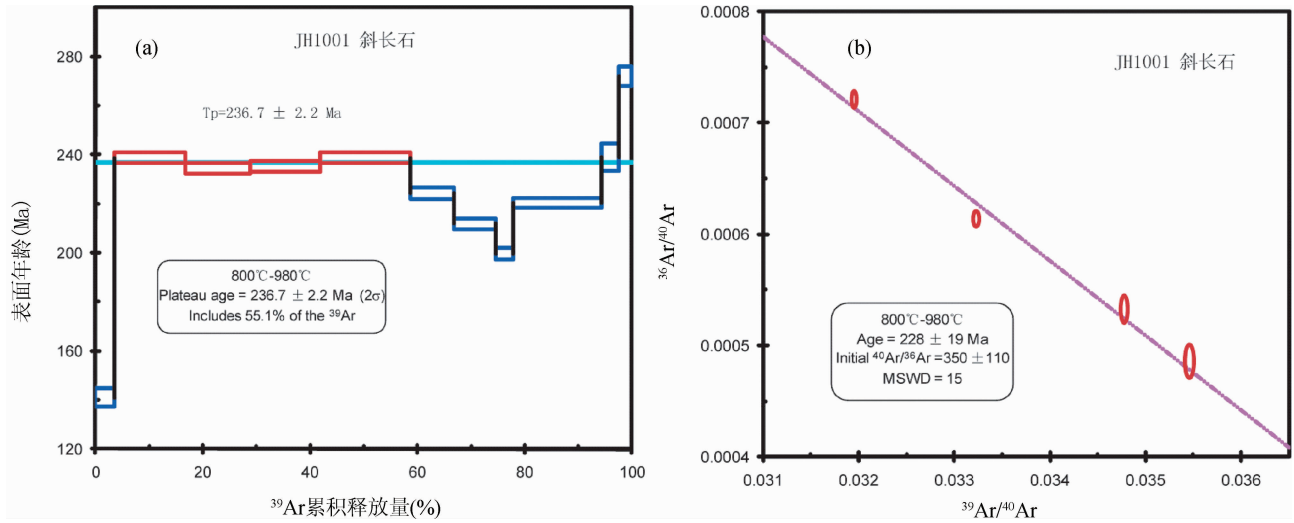 (a)
JH1001 斜长石
Tp=236.7 ± 2.2 Ma
800℃-980℃
Plateau age = 236.7 ± 2.2 Ma (2σ)
Includes 55.1% of the ³⁹Ar
表面年龄(Ma)
280
240
200
160
120
0 20 40 60 80 100
³⁹Ar累积释放量(%)
(b)
JH1001 斜长石
800℃-980℃
Age = 228 ± 19 Ma
Initial ⁴⁰Ar/³⁶Ar =350 ±110
MSWD = 15
³⁶Ar/⁴⁰Ar
0.0008
0.0007
0.0006
0.0005
0.0004
0.031 0.032 0.033 0.034 0.035 0.036
³⁹Ar/⁴⁰Ar